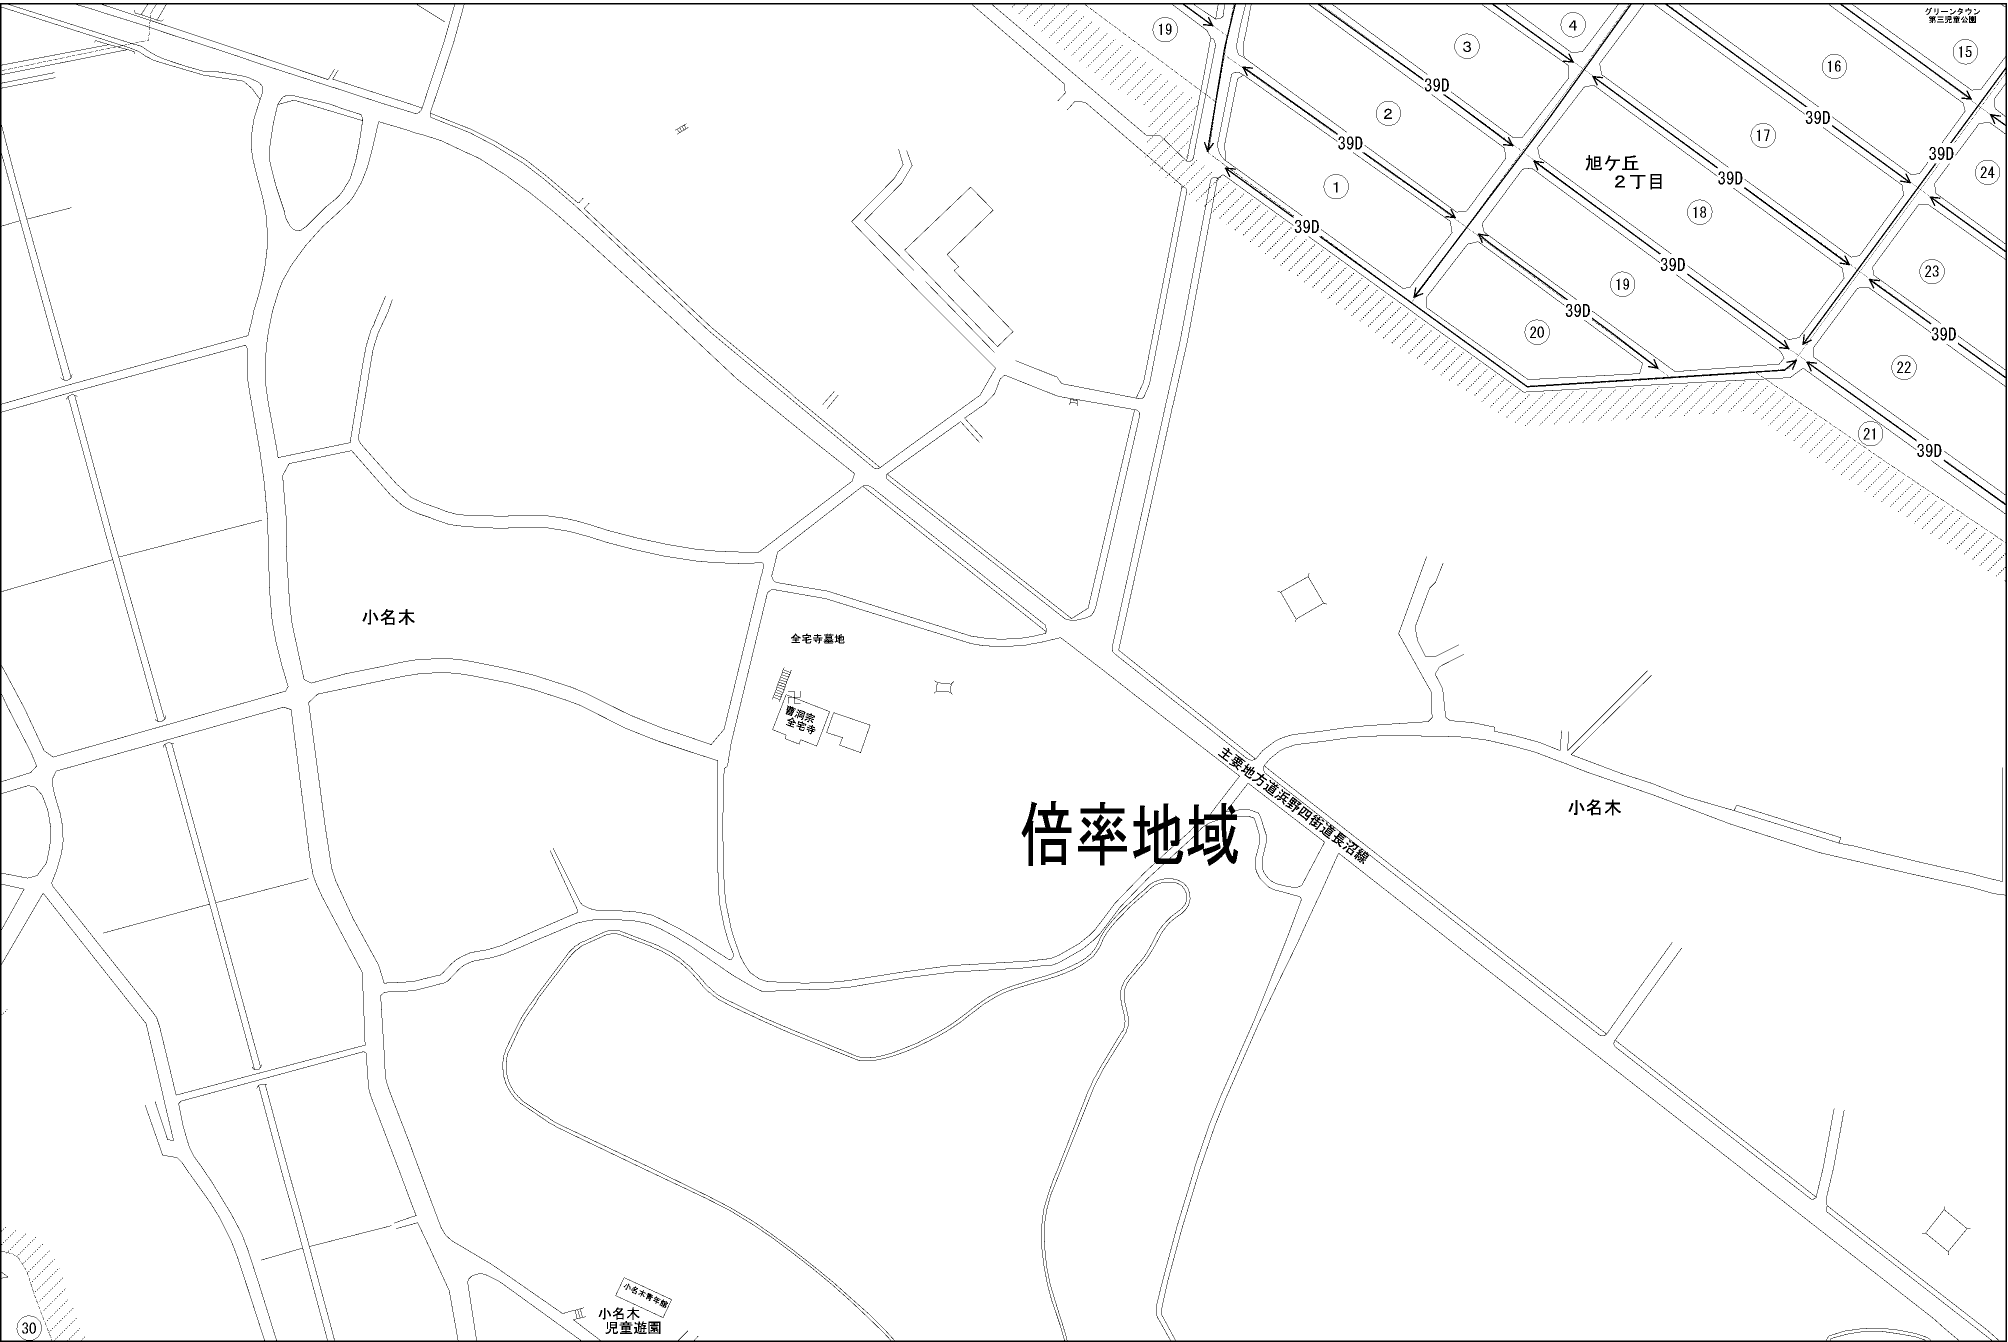 グリーンタウン
第三児童公園
19
4
3
15
16
39D
2
39D
39D
17
39D
旭ケ丘
2丁目
39D
24
1
39D
18
39D
39D
23
19
39D
20
39D
22
21
39D
小名木
全宅寺墓地
曹洞宗
全宅寺
主要地方道浜野四街道長沼線
小名木
倍率地域
小名木青年館
小名木
児童遊園
30